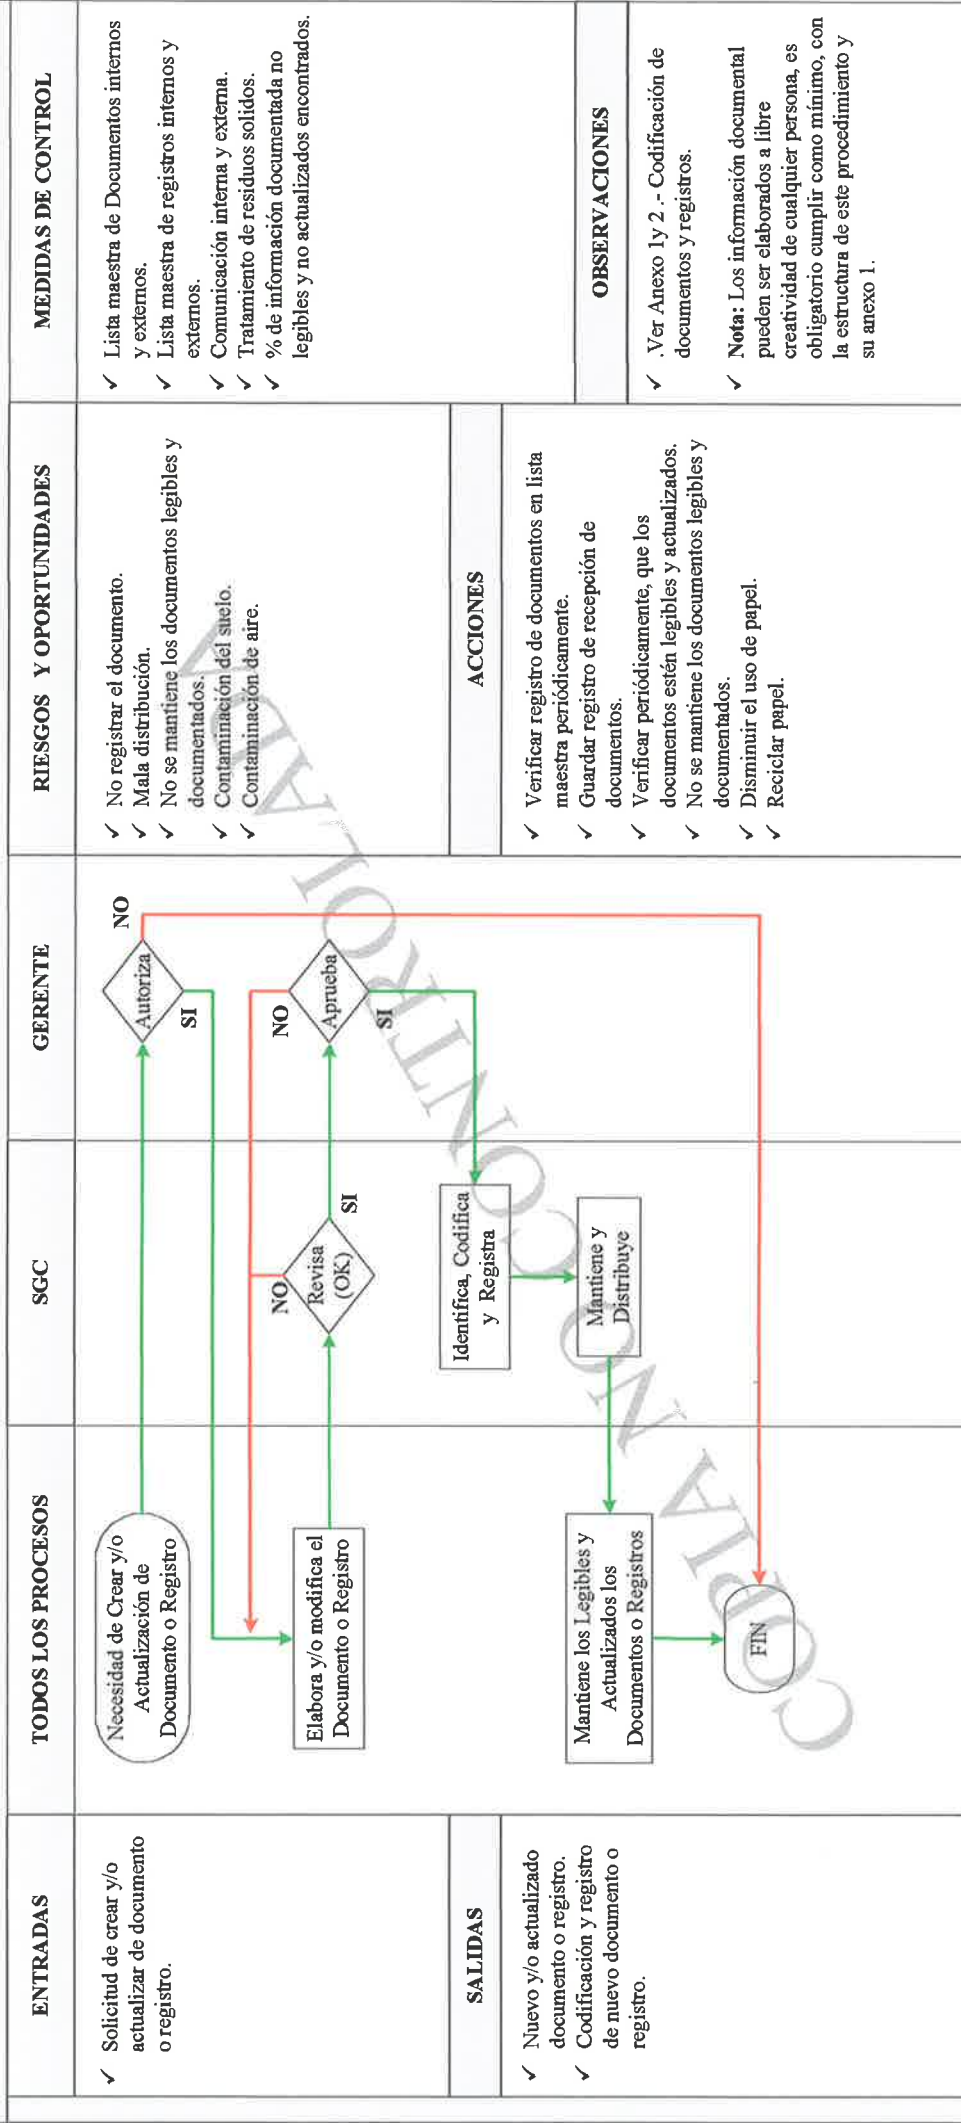 ENTRADAS
✓ Solicitud de crear y/o
actualizar de documento
o registro.
SALIDAS
✓ Nuevo y/o actualizado
documento o registro.
✓ Codificación y registro
de nuevo documento o
registro.
TODOS LOS PROCESOS
Necesidad de Crear y/o
Actualización de
Documento o Registro
Elabora y/o modifica el
Documento o Registro
Mantiene los Legibles y
Actualizados los
Documentos o Registros
FIN
SGC
NO
Revisa
(OK)
SI
Identifica, Codifica
y Registra
Mantiene y
Distribuye
GERENTE
Autoriza
NO
SI
NO
Aprueba
SI
RIESGOS Y OPORTUNIDADES
✓ No registrar el documento.
✓ Mala distribución.
✓ No se mantiene los documentos legibles y
documentados.
✓ Contaminación del suelo.
✓ Contaminación de aire.
ACCIONES
✓ Verificar registro de documentos en lista
maestra periódicamente.
✓ Guardar registro de recepción de
documentos.
✓ Verificar periódicamente, que los
documentos estén legibles y actualizados.
✓ No se mantiene los documentos legibles y
documentados.
✓ Disminuir el uso de papel.
✓ Reciclar papel.
MEDIDAS DE CONTROL
✓ Lista maestra de Documentos internos
y externos.
✓ Lista maestra de registros internos y
externos.
✓ Comunicación interna y externa.
✓ Tratamiento de residuos solidos.
✓ % de información documentada no
legibles y no actualizados encontrados.
OBSERVACIONES
✓ .Ver Anexo 1y 2 .- Codificación de
documentos y registros.
✓ Nota: Los información documental
pueden ser elaborados a libre
creatividad de cualquier persona, es
obligatorio cumplir como mínimo, con
la estructura de este procedimiento y
su anexo 1.
COPIA NO CONTROLADA